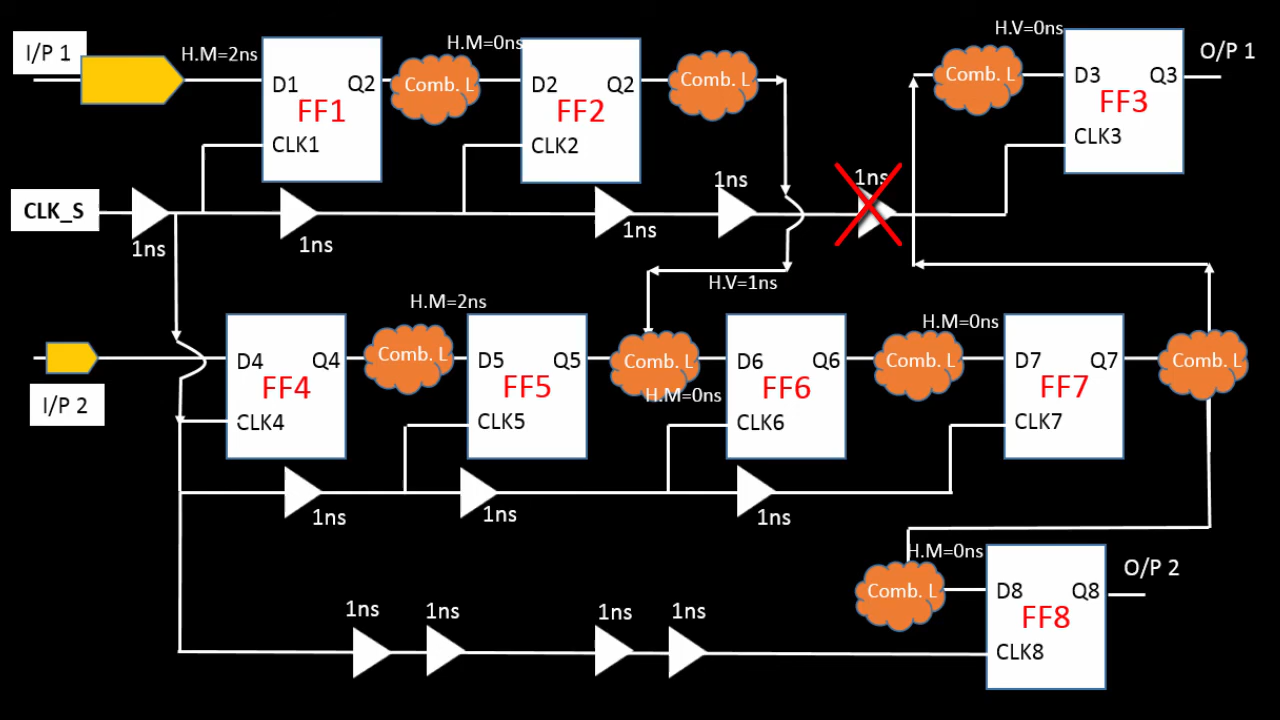 I/P 1
H.M=2ns
D1
Q2
FF1
CLK1
Comb. L
H.M=0ns
D2
Q2
FF2
CLK2
Comb. L
H.V=0ns
Comb. L
D3
Q3
FF3
CLK3
O/P 1
CLK_S
1ns
1ns
1ns
1ns
1ns
H.V=1ns
I/P 2
D4
Q4
FF4
CLK4
H.M=2ns
Comb. L
D5
Q5
FF5
CLK5
Comb. L
H.M=0ns
D6
Q6
FF6
CLK6
H.M=0ns
Comb. L
D7
Q7
FF7
CLK7
Comb. L
1ns
1ns
1ns
1ns
1ns
1ns
1ns
H.M=0ns
Comb. L
D8
Q8
FF8
CLK8
O/P 2